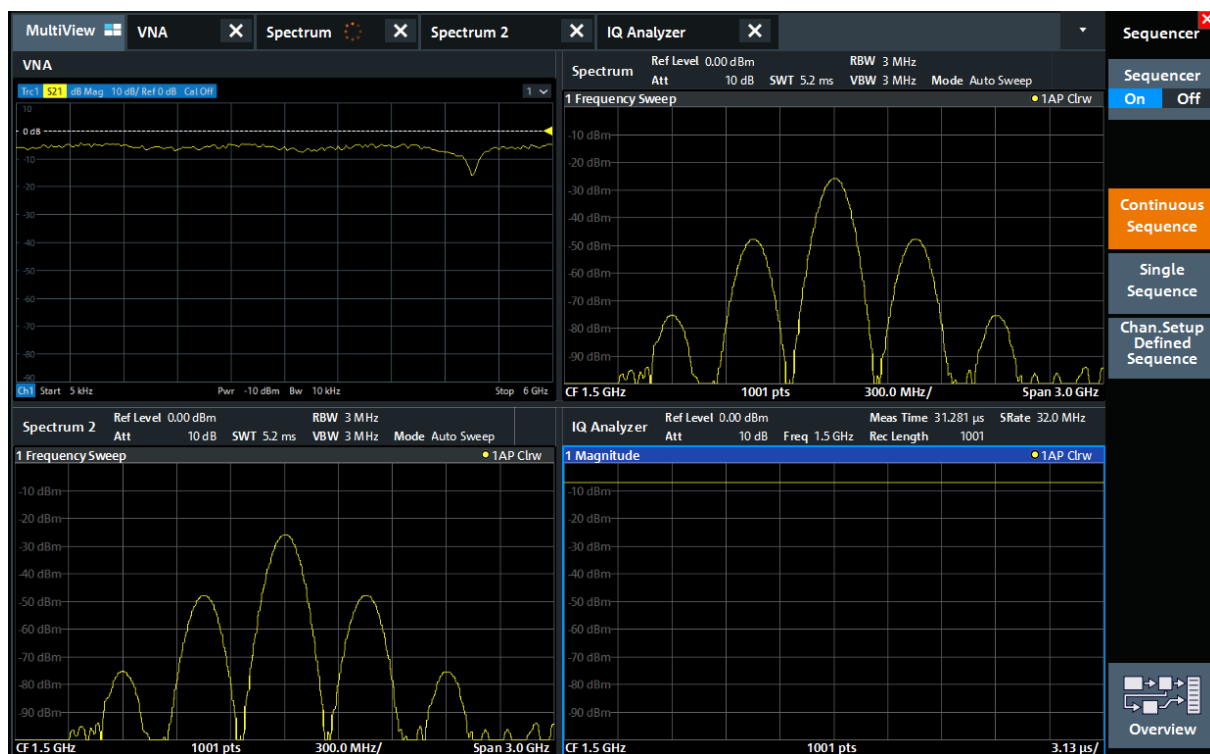 MultiView VNA Spectrum Spectrum 2 IQ Analyzer
VNA
Trc1 S21 dB Mag 10 dB/ Ref 0 dB Cal Off 1
10
0 dB
-10
-20
-30
-40
-50
-60
-70
-80
-90
Ch1 Start 5 kHz Pwr -10 dBm Bw 10 kHz Stop 6 GHz
Spectrum Ref Level 0.00 dBm RBW 3 MHz
Att 10 dB SWT 5.2 ms VBW 3 MHz Mode Auto Sweep
1 Frequency Sweep 1AP Clrw
-10 dBm
-20 dBm
-30 dBm
-40 dBm
-50 dBm
-60 dBm
-70 dBm
-80 dBm
-90 dBm
CF 1.5 GHz 1001 pts 300.0 MHz/ Span 3.0 GHz
Spectrum 2 Ref Level 0.00 dBm RBW 3 MHz
Att 10 dB SWT 5.2 ms VBW 3 MHz Mode Auto Sweep
1 Frequency Sweep 1AP Clrw
-10 dBm
-20 dBm
-30 dBm
-40 dBm
-50 dBm
-60 dBm
-70 dBm
-80 dBm
-90 dBm
CF 1.5 GHz 1001 pts 300.0 MHz/ Span 3.0 GHz
IQ Analyzer Ref Level 0.00 dBm Meas Time 31.281 µs SRate 32.0 MHz
Att 10 dB Freq 1.5 GHz Rec Length 1001
1 Magnitude 1AP Clrw
-10 dBm
-20 dBm
-30 dBm
-40 dBm
-50 dBm
-60 dBm
-70 dBm
-80 dBm
-90 dBm
CF 1.5 GHz 1001 pts 3.13 µs/
Sequencer
Sequencer
On Off
Continuous
Sequence
Single
Sequence
Chan.Setup
Defined
Sequence
Overview